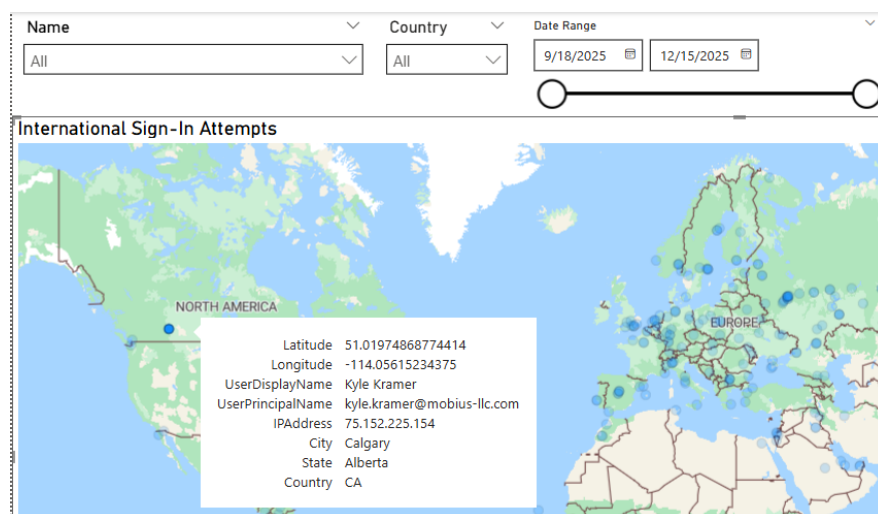 Name
Country
Date Range
All
All
9/18/2025
12/15/2025
International Sign-In Attempts
NORTH AMERICA
EUROPE
Latitude 51.01974868774414
Longitude -114.05615234375
UserDisplayName Kyle Kramer
UserPrincipalName kyle.kramer@mobius-llc.com
IPAddress 75.152.225.154
City Calgary
State Alberta
Country CA